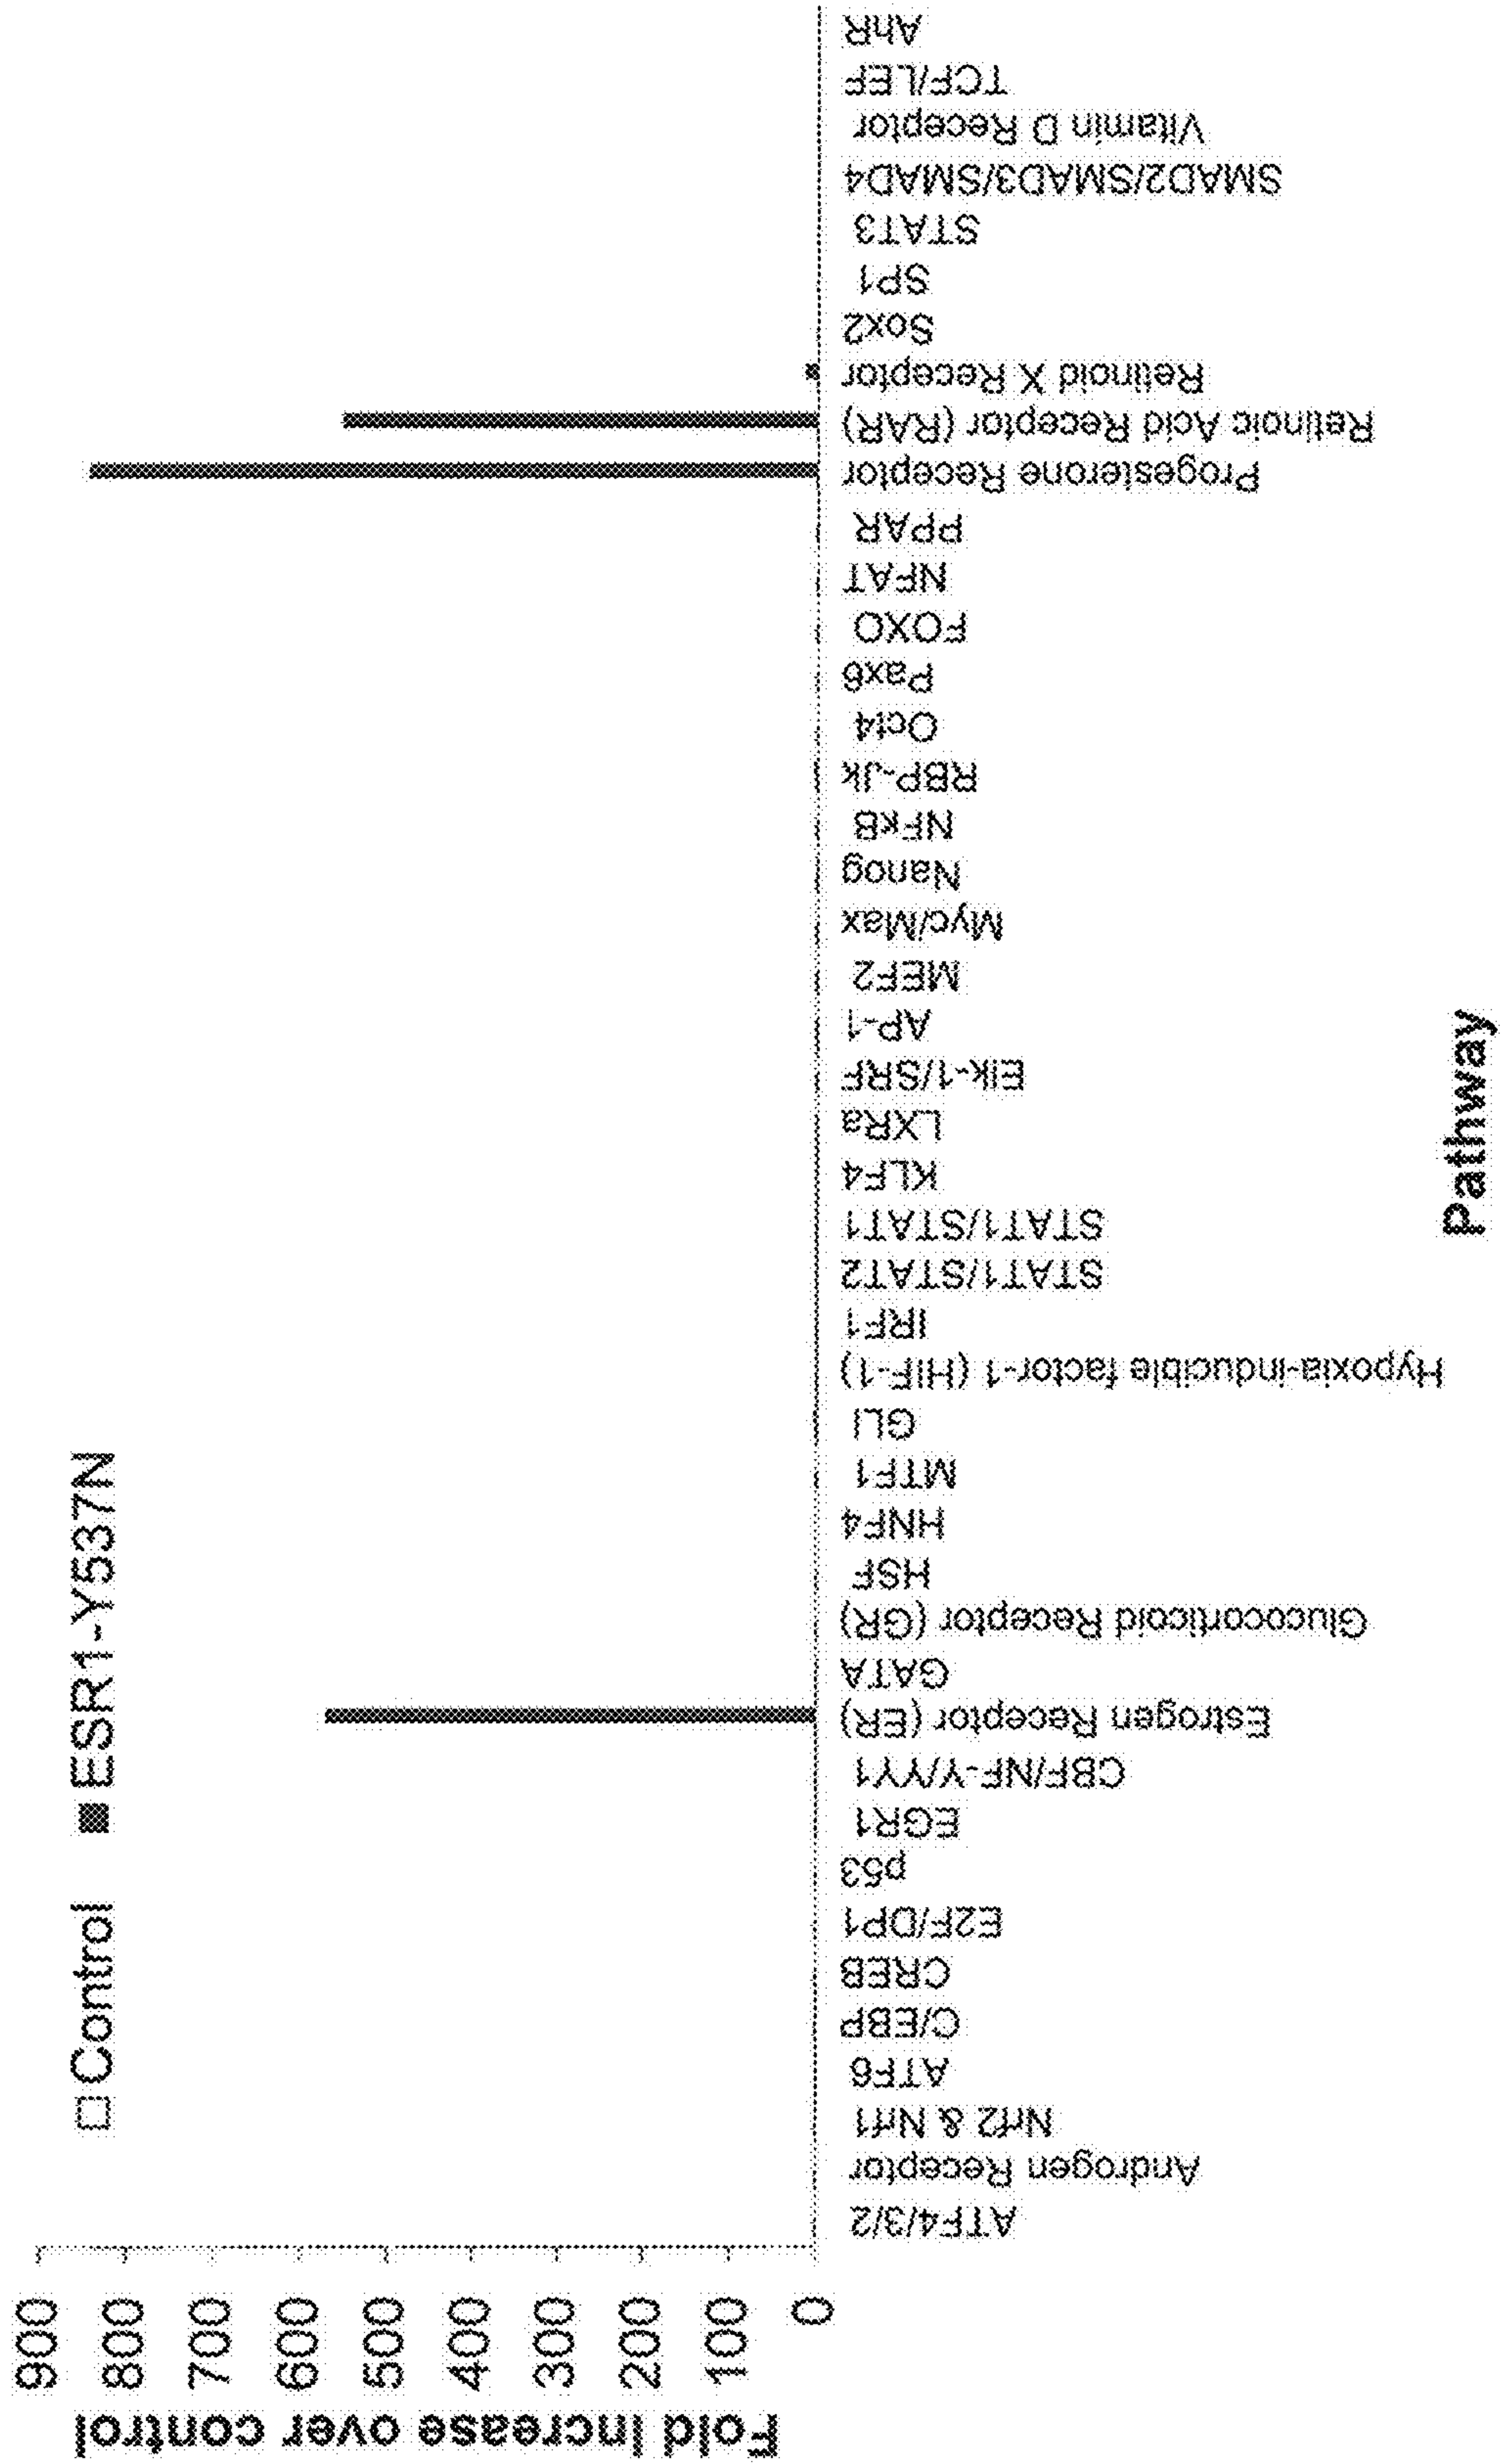 Fold increase over control
900
800
700
600
500
400
300
200
100
0
Control
ESR1-Y537N
ATF4/3/2
Androgen Receptor
Nrf2 & Nrf1
ATF6
C/EBP
CREB
E2F/DP1
p53
EGR1
CBF/NF-Y/YY1
Estrogen Receptor (ER)
GATA
Glucocorticoid Receptor (GR)
HSF
HNF4
MTF1
GLI
Hypoxia-inducible factor-1 (HIF-1)
IRF1
STAT1/STAT2
STAT1/STAT1
KLF4
LXRa
Elk-1/SRF
AP-1
MEF2
Myc/Max
Nanog
NFκB
RBP-Jk
Oct4
Pax6
FOXO
NFAT
PPAR
Progesterone Receptor
Retinoic Acid Receptor (RAR)
Retinoid X Receptor
Sox2
SP1
STAT3
SMAD2/SMAD3/SMAD4
Vitamin D Receptor
TCF/LEF
AhR
Pathway